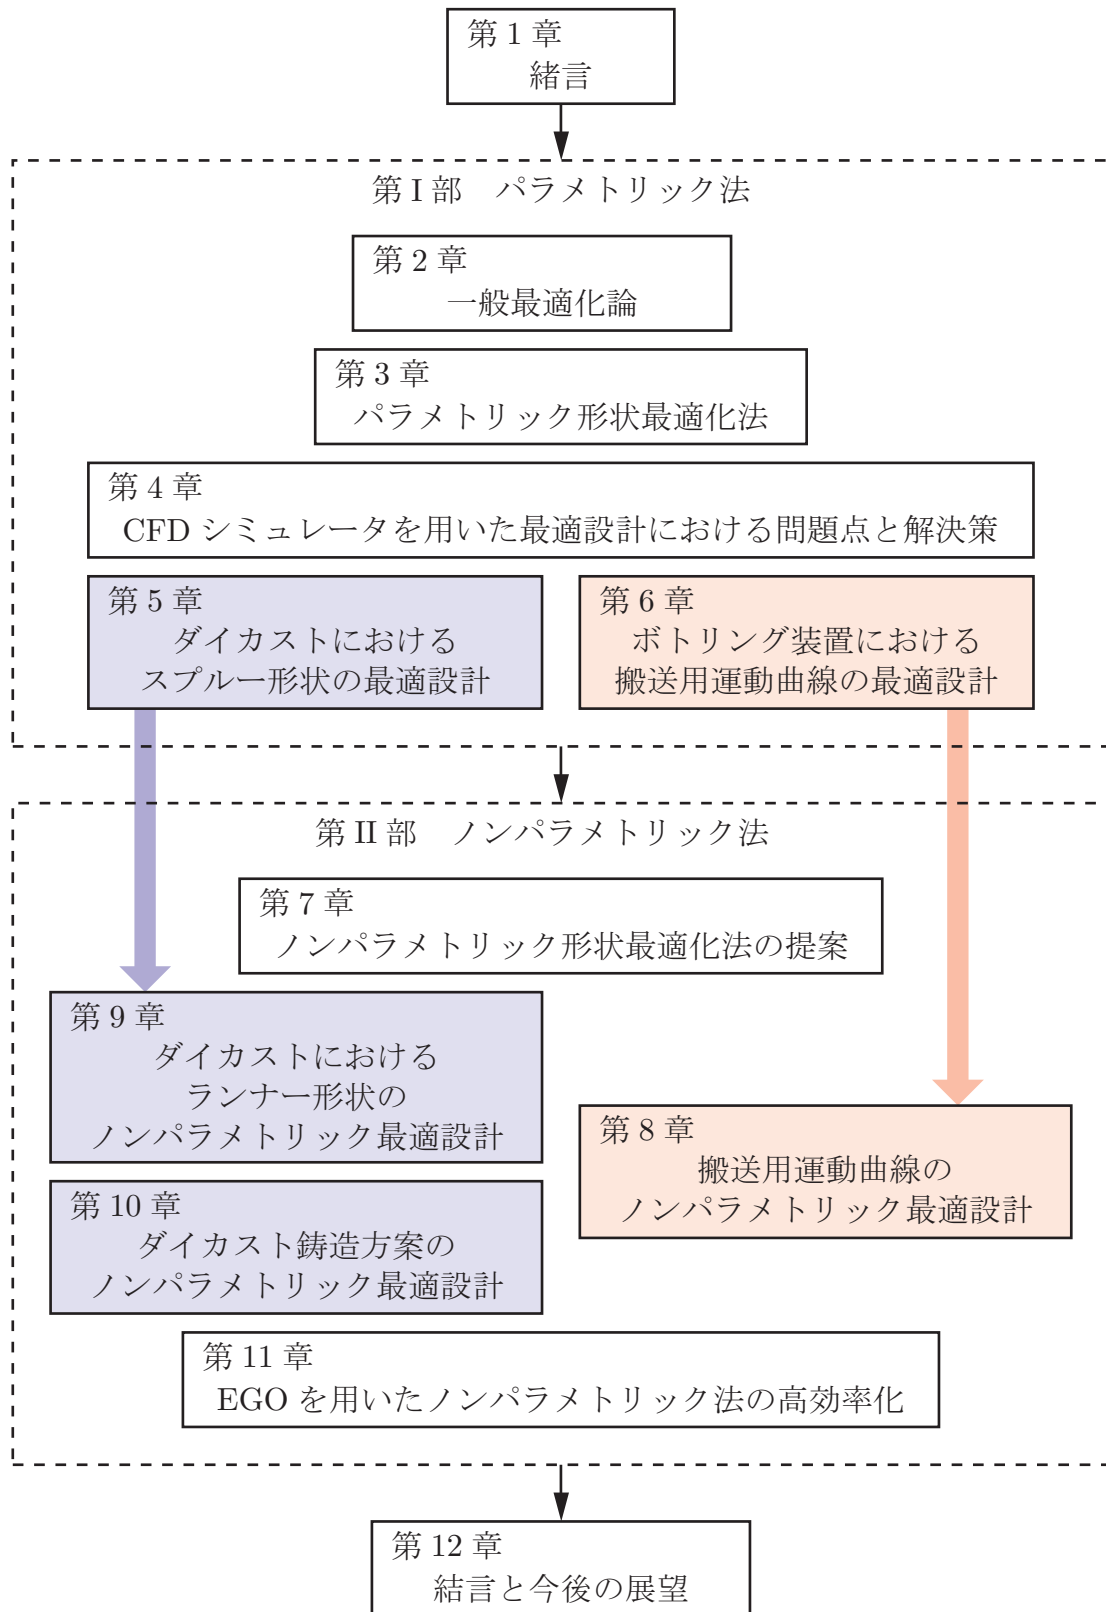 第 1 章
緒言
第 I 部　パラメトリック法
第 2 章
一般最適化論
第 3 章
パラメトリック形状最適化法
第 4 章
CFD シミュレータを用いた最適設計における問題点と解決策
第 5 章
ダイカストにおける
スプルー形状の最適設計
第 6 章
ボトリング装置における
搬送用運動曲線の最適設計
第 II 部　ノンパラメトリック法
第 7 章
ノンパラメトリック形状最適化法の提案
第 9 章
ダイカストにおける
ランナー形状の
ノンパラメトリック最適設計
第 8 章
搬送用運動曲線の
ノンパラメトリック最適設計
第 10 章
ダイカスト鋳造方案の
ノンパラメトリック最適設計
第 11 章
EGO を用いたノンパラメトリック法の高効率化
第 12 章
結言と今後の展望